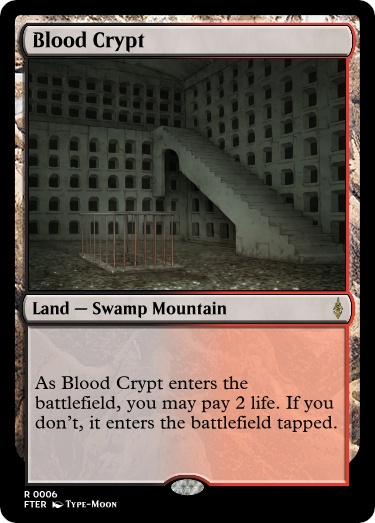 Blood Crypt
Land — Swamp Mountain
As Blood Crypt enters the
battlefield, you may pay 2 life. If you
don't, it enters the battlefield tapped.
R 0006
FTER Type-Moon